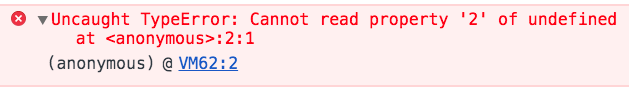 Uncaught TypeError: Cannot read property '2' of undefined
at <anonymous>:2:1
(anonymous) @ VM62:2